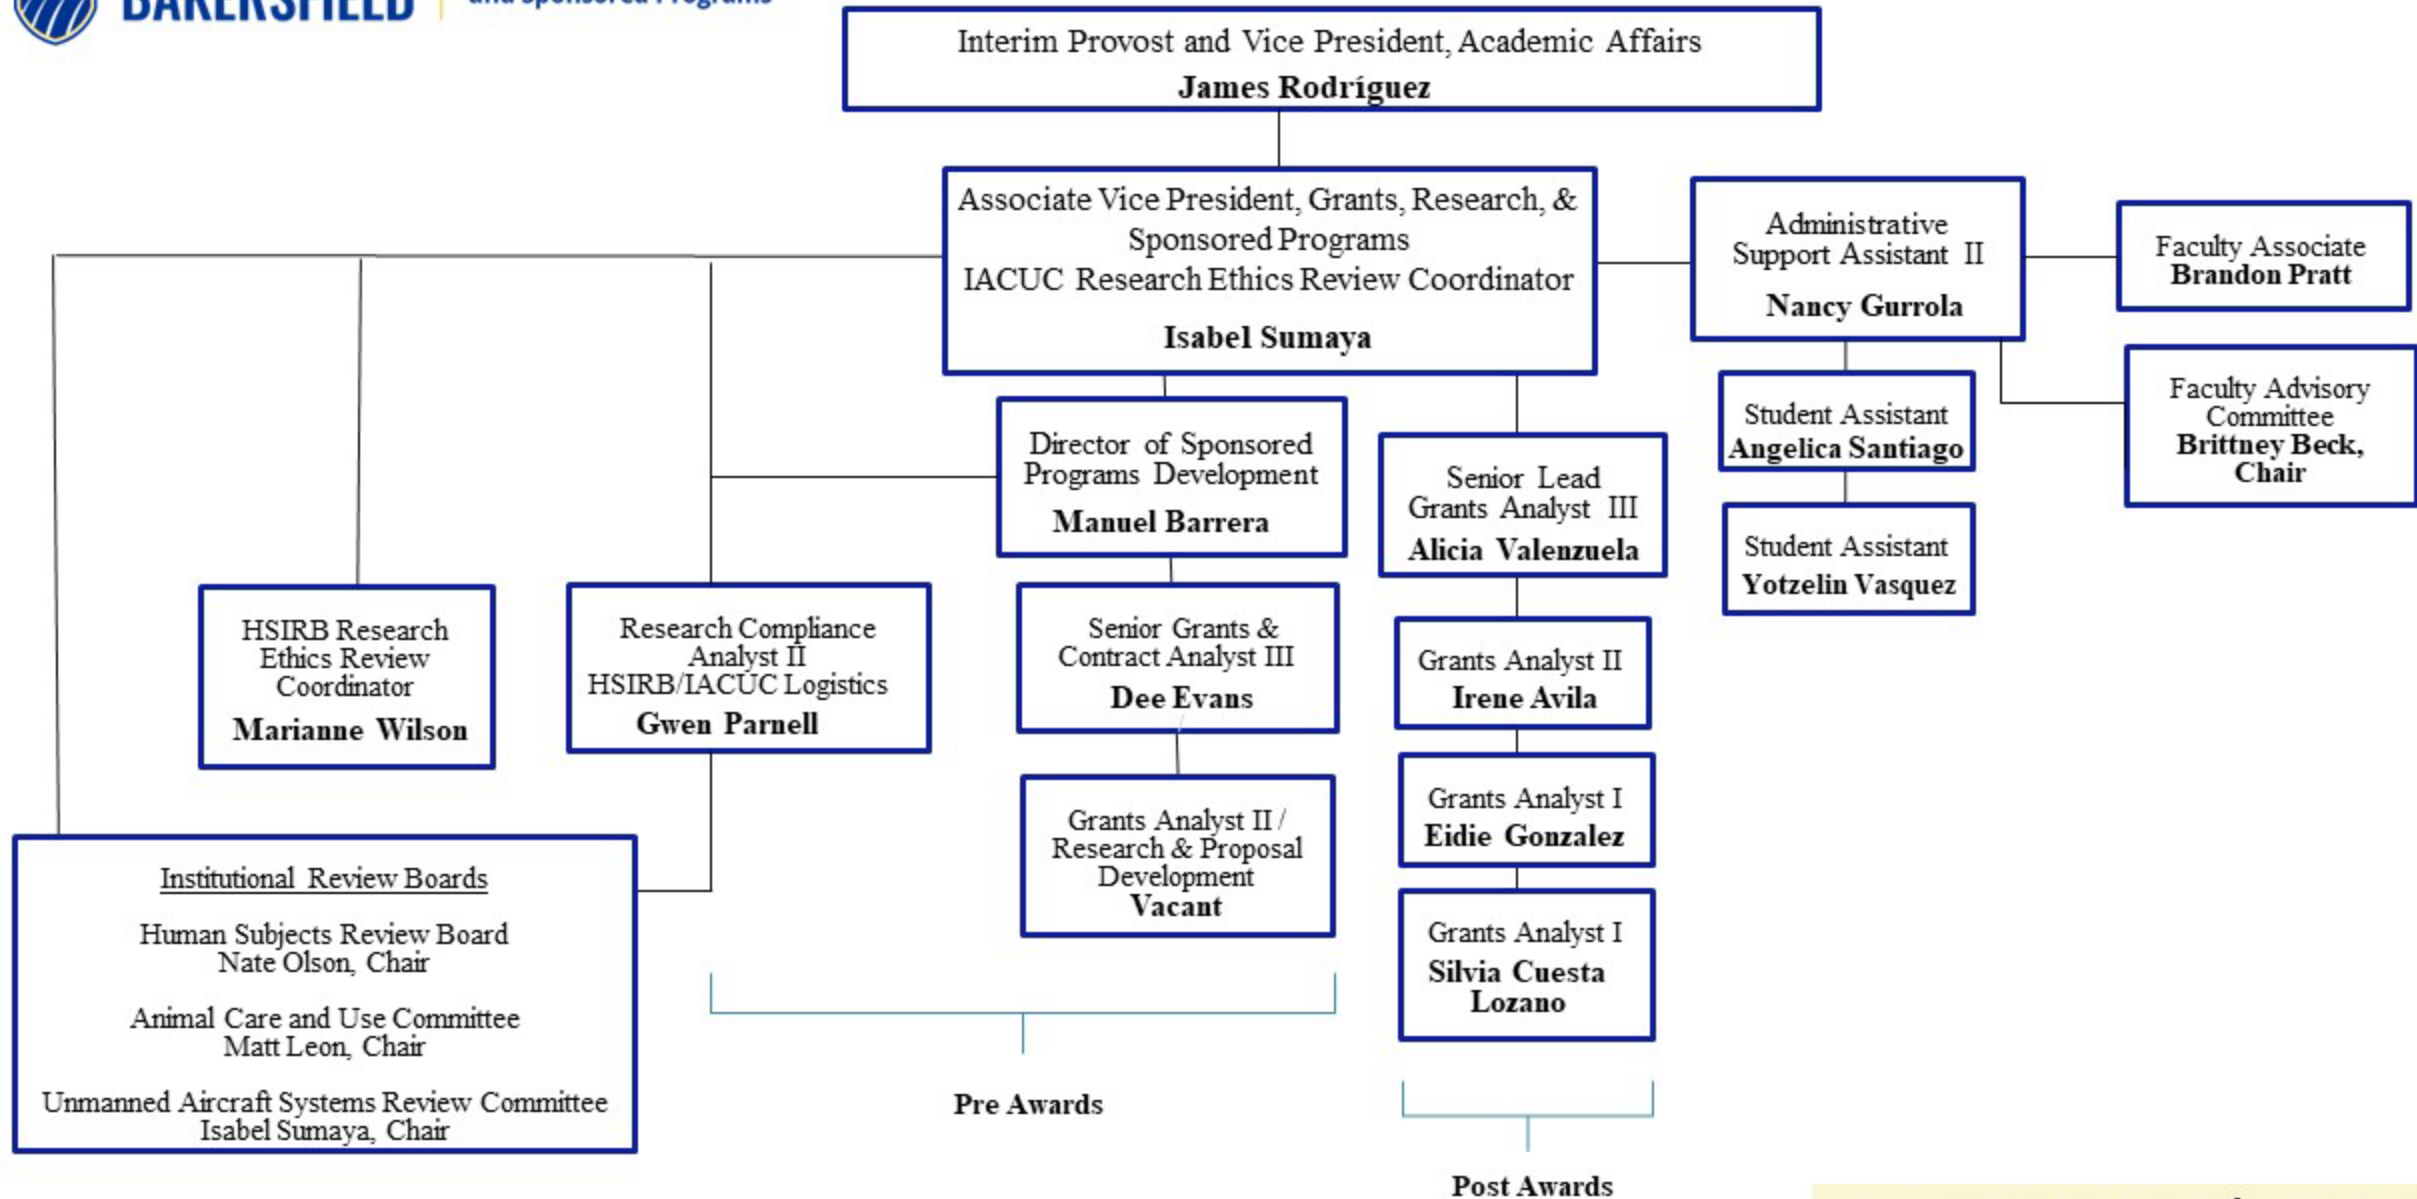 BAKERSFIELD
and Sponsored Programs
Interim Provost and Vice President, Academic Affairs
James Rodríguez
Associate Vice President, Grants, Research, &
Sponsored Programs
IACUC Research Ethics Review Coordinator
Isabel Sumaya
Administrative
Support Assistant II
Nancy Gurrola
Faculty Associate
Brandon Pratt
Faculty Advisory
Committee
Brittney Beck,
Chair
Student Assistant
Angelica Santiago
Student Assistant
Yotzelin Vasquez
Director of Sponsored
Programs Development
Manuel Barrera
Senior Lead
Grants Analyst III
Alicia Valenzuela
HSIRB Research
Ethics Review
Coordinator
Marianne Wilson
Research Compliance
Analyst II
HSIRB/IACUC Logistics
Gwen Parnell
Senior Grants &
Contract Analyst III
Dee Evans
Grants Analyst II
Irene Avila
Grants Analyst II /
Research & Proposal
Development
Vacant
Grants Analyst I
Eidie Gonzalez
Grants Analyst I
Silvia Cuesta
Lozano
Institutional Review Boards
Human Subjects Review Board
Nate Olson, Chair
Animal Care and Use Committee
Matt Leon, Chair
Unmanned Aircraft Systems Review Committee
Isabel Sumaya, Chair
Pre Awards
Post Awards